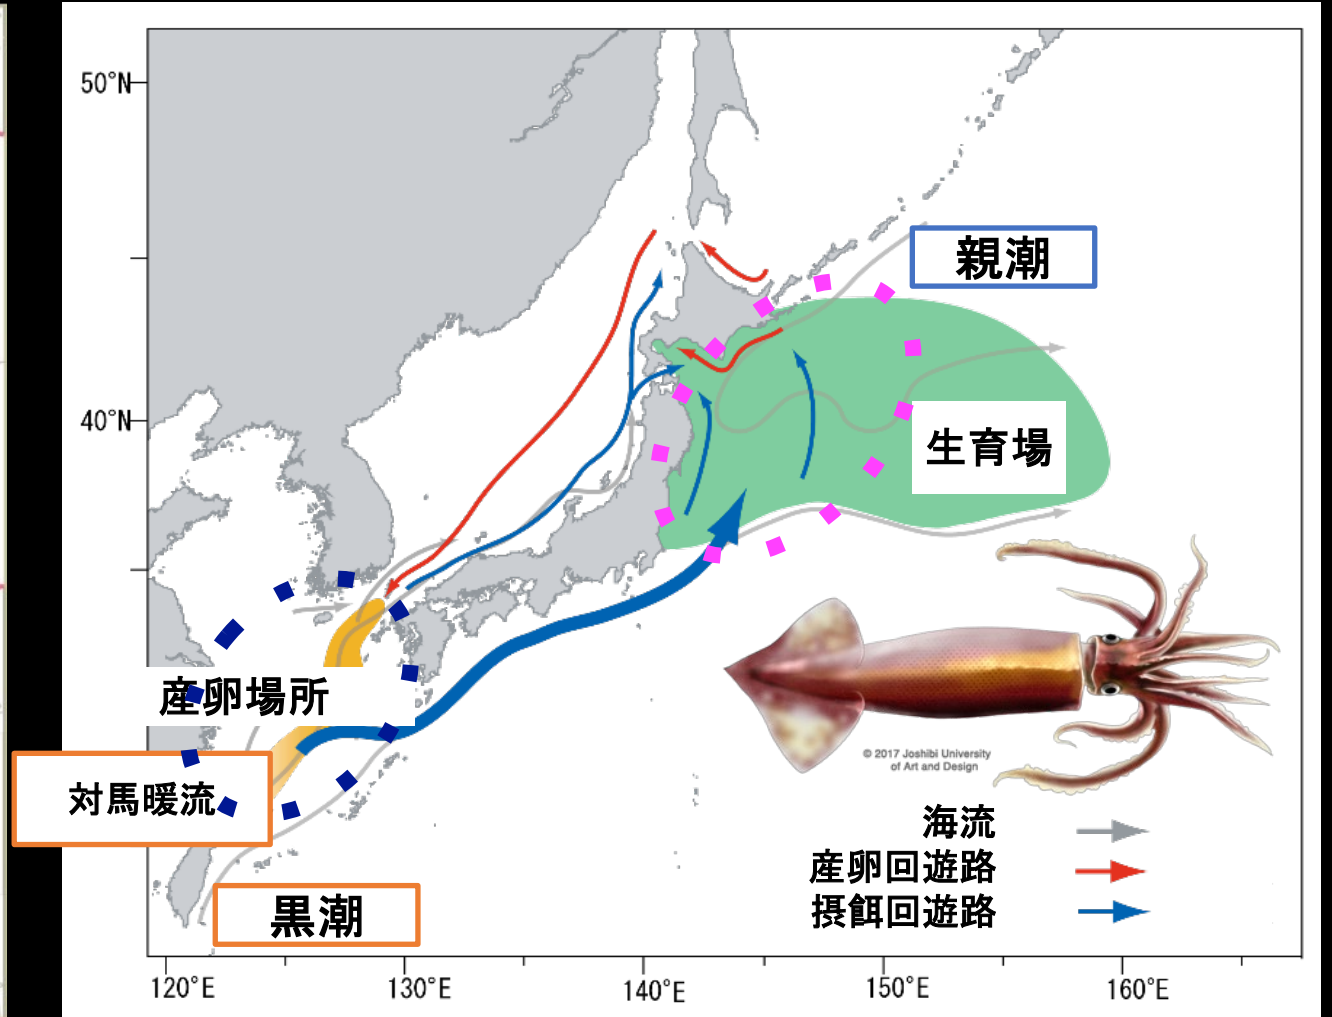 50°N
親潮
40°N
生育場
産卵場所
対馬暖流
© 2017 Joshibi University
of Art and Design
海流
産卵回遊路
摂餌回遊路
黒潮
120°E
130°E
140°E
150°E
160°E